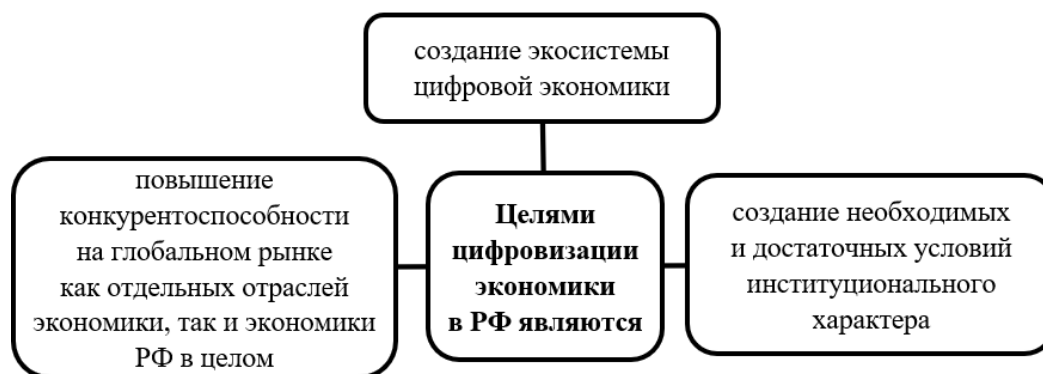 создание экосистемы
цифровой экономики
повышение
конкурентоспособности
на глобальном рынке
как отдельных отраслей
экономики, так и экономики
РФ в целом
Целями
цифровизации
экономики
в РФ являются
создание необходимых
и достаточных условий
институционального
характера